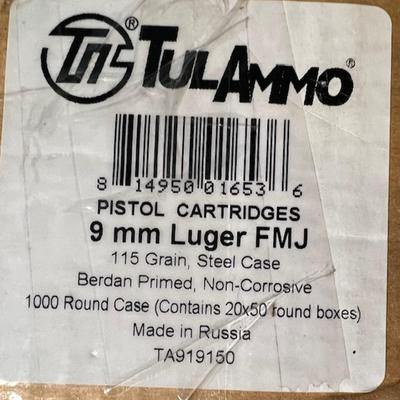 TULAMMO®
8 14950 01653 6
PISTOL CARTRIDGES
9 mm Luger FMJ
115 Grain, Steel Case
Berdan Primed, Non-Corrosive
1000 Round Case (Contains 20x50 round boxes)
Made in Russia
TA919150